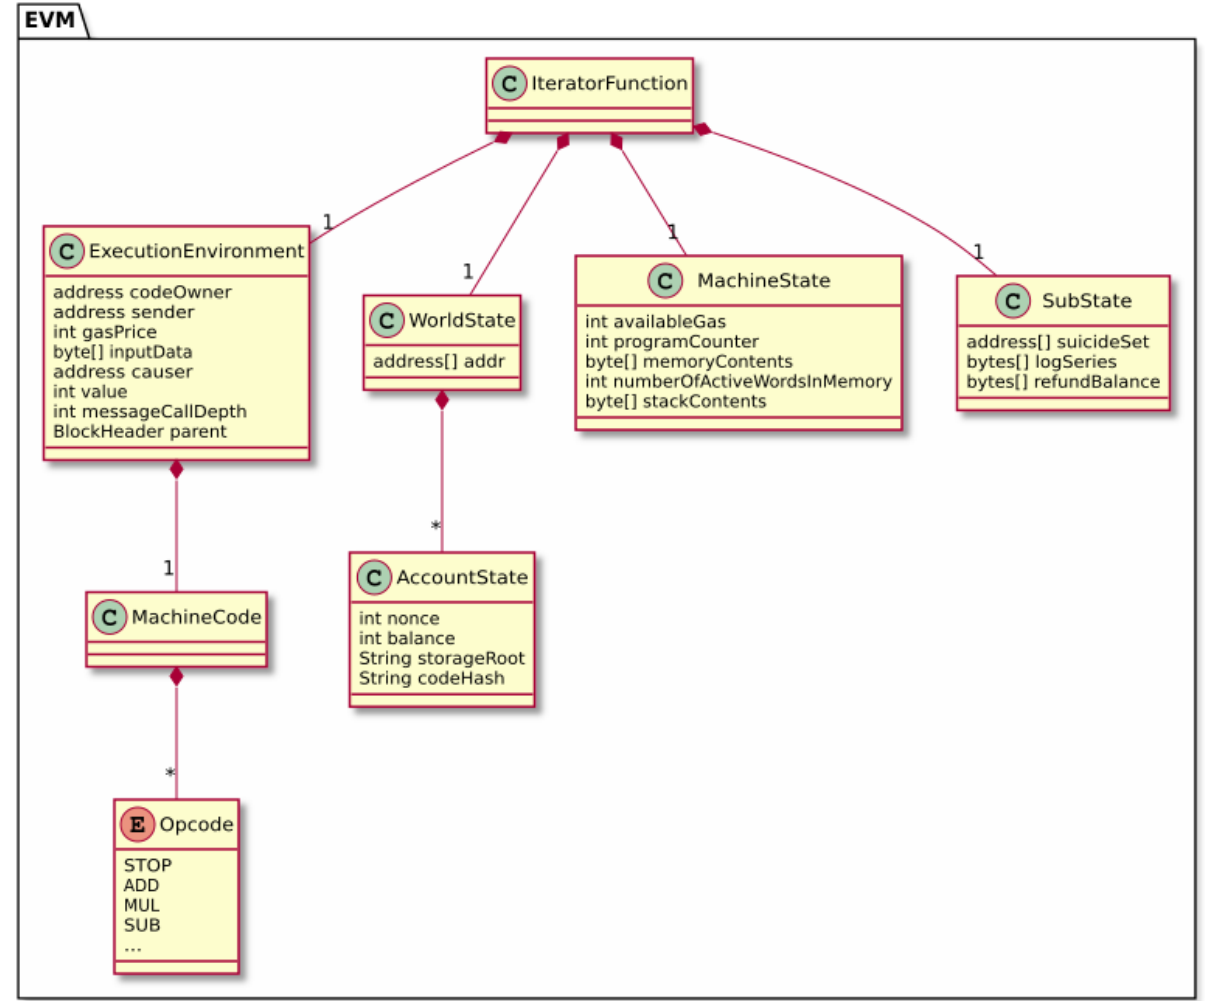 EVM
C IteratorFunction
1
1
1
1
C ExecutionEnvironment
address codeOwner
address sender
int gasPrice
byte[] inputData
address causer
int value
int messageCallDepth
BlockHeader parent
C WorldState
address[] addr
C MachineState
int availableGas
int programCounter
byte[] memoryContents
int numberOfActiveWordsInMemory
byte[] stackContents
C SubState
address[] suicideSet
bytes[] logSeries
bytes[] refundBalance
1
*
C MachineCode
C AccountState
int nonce
int balance
String storageRoot
String codeHash
*
E Opcode
STOP
ADD
MUL
SUB
...